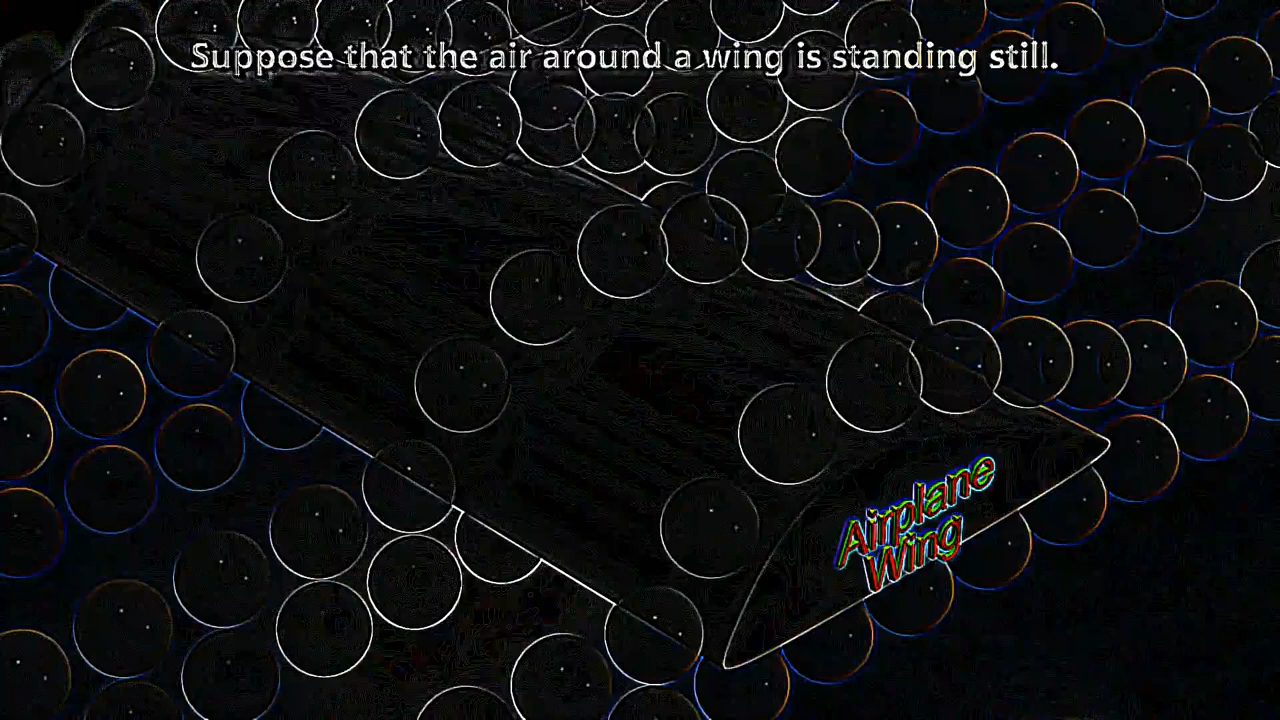 Suppose that the air around a wing is standing still.
Airplane
Wing